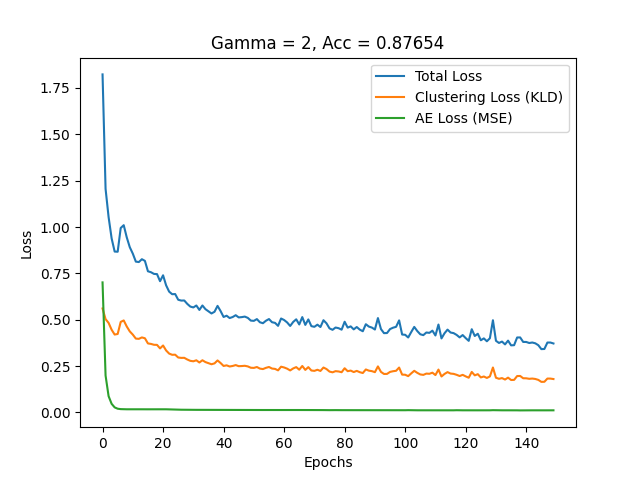 Gamma = 2, Acc = 0.87654
Total Loss
Clustering Loss (KLD)
AE Loss (MSE)
1.75
1.50
1.25
1.00
0.75
0.50
0.25
0.00
Loss
0 20 40 60 80 100 120 140
Epochs